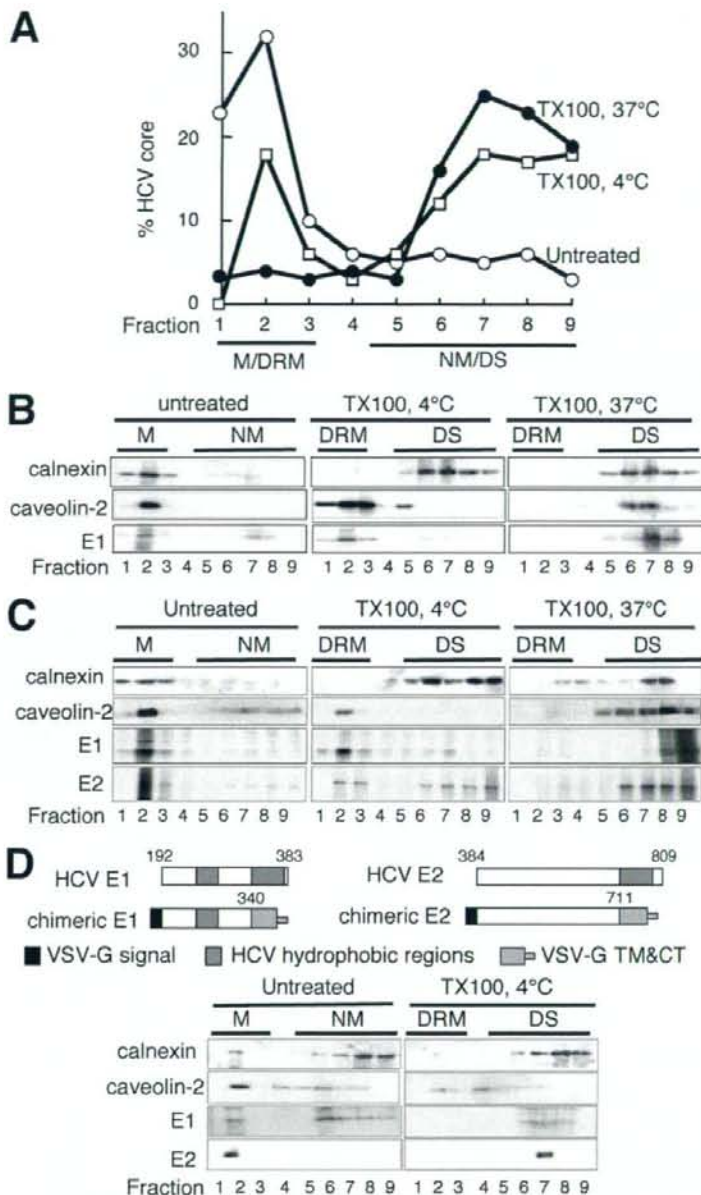 A
% HCV core
30
20
10
0
TX100, 37°C
TX100, 4°C
Untreated
Fraction 1 2 3 4 5 6 7 8 9
M/DRM NM/DS
B
untreated TX100, 4°C TX100, 37°C
M NM DRM DS DRM DS
calnexin
caveolin-2
E1
Fraction 1 2 3 4 5 6 7 8 9 1 2 3 4 5 6 7 8 9 1 2 3 4 5 6 7 8 9
C
Untreated TX100, 4°C TX100, 37°C
M NM DRM DS DRM DS
calnexin
caveolin-2
E1
E2
Fraction 1 2 3 4 5 6 7 8 9 1 2 3 4 5 6 7 8 9 1 2 3 4 5 6 7 8 9
D
192 383 384 809
HCV E1 HCV E2
340 711
chimeric E1 chimeric E2
VSV-G signal HCV hydrophobic regions VSV-G TM&CT
Untreated TX100, 4°C
M NM DRM DS
calnexin
caveolin-2
E1
E2
Fraction 1 2 3 4 5 6 7 8 9 1 2 3 4 5 6 7 8 9